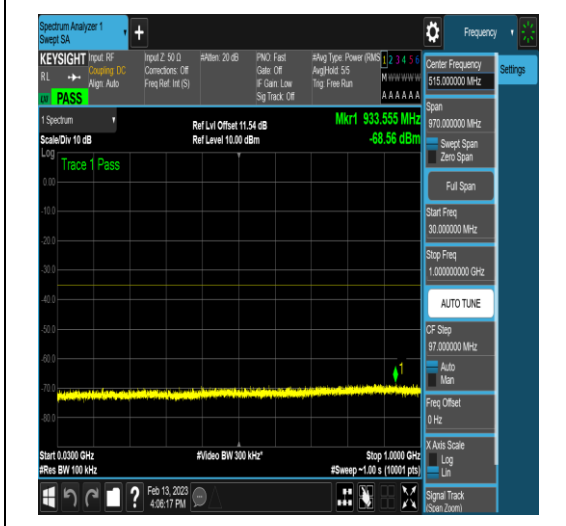 Spectrum Analyzer 1
Swept SA
+
Frequency
KEYSIGHT
RL
PASS
Input: RF
Coupling: DC
Align: Auto
Input Z: 50 Ω
Corrections: Off
Freq Ref: Int (S)
#Atten: 20 dB
PNO: Fast
Gate: Off
IF Gain: Low
Sig Track: Off
#Avg Type: Power (RMS
Avg|Hold: 5/5
Trig: Free Run
1 2 3 4 5 6
M W W W W W
A A A A A A
1 Spectrum
Scale/Div 10 dB
Ref Lvl Offset 11.54 dB
Ref Level 10.00 dBm
Mkr1 933.555 MHz
-68.56 dBm
Log
Trace 1 Pass
0.00
-10.0
-20.0
-30.0
-40.0
-50.0
-60.0
-70.0
-80.0
1
Start 0.0300 GHz
#Res BW 100 kHz
#Video BW 300 kHz*
Stop 1.0000 GHz
#Sweep ~1.00 s (10001 pts)
?
Feb 13, 2023
4:06:17 PM
Center Frequency
515.000000 MHz
Settings
Span
970.000000 MHz
Swept Span
Zero Span
Full Span
Start Freq
30.000000 MHz
Stop Freq
1.000000000 GHz
AUTO TUNE
CF Step
97.000000 MHz
Auto
Man
Freq Offset
0 Hz
X Axis Scale
Log
Lin
Signal Track
(Span Zoom)